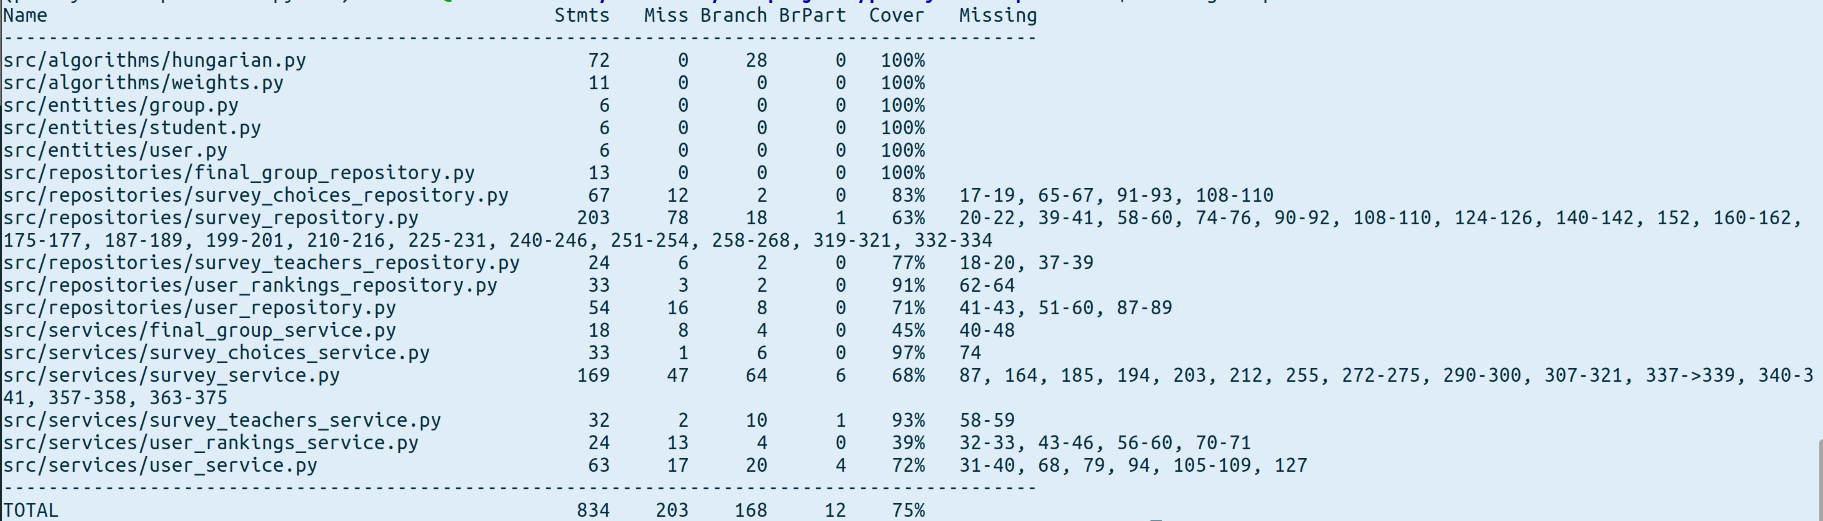 Name Stmts Miss Branch BrPart Cover Missing
--------------------------------------------------------------------------------------------
src/algorithms/hungarian.py 72 0 28 0 100%
src/algorithms/weights.py 11 0 0 0 100%
src/entities/group.py 6 0 0 0 100%
src/entities/student.py 6 0 0 0 100%
src/entities/user.py 6 0 0 0 100%
src/repositories/final_group_repository.py 13 0 0 0 100%
src/repositories/survey_choices_repository.py 67 12 2 0 83% 17-19, 65-67, 91-93, 108-110
src/repositories/survey_repository.py 203 78 18 1 63% 20-22, 39-41, 58-60, 74-76, 90-92, 108-110, 124-126, 140-142, 152, 160-162,
175-177, 187-189, 199-201, 210-216, 225-231, 240-246, 251-254, 258-268, 319-321, 332-334
src/repositories/survey_teachers_repository.py 24 6 2 0 77% 18-20, 37-39
src/repositories/user_rankings_repository.py 33 3 2 0 91% 62-64
src/repositories/user_repository.py 54 16 8 0 71% 41-43, 51-60, 87-89
src/services/final_group_service.py 18 8 4 0 45% 40-48
src/services/survey_choices_service.py 33 1 6 0 97% 74
src/services/survey_service.py 169 47 64 6 68% 87, 164, 185, 194, 203, 212, 255, 272-275, 290-300, 307-321, 337->339, 340-3
41, 357-358, 363-375
src/services/survey_teachers_service.py 32 2 10 1 93% 58-59
src/services/user_rankings_service.py 24 13 4 0 39% 32-33, 43-46, 56-60, 70-71
src/services/user_service.py 63 17 20 4 72% 31-40, 68, 79, 94, 105-109, 127
--------------------------------------------------------------------------------------------
TOTAL 834 203 168 12 75%